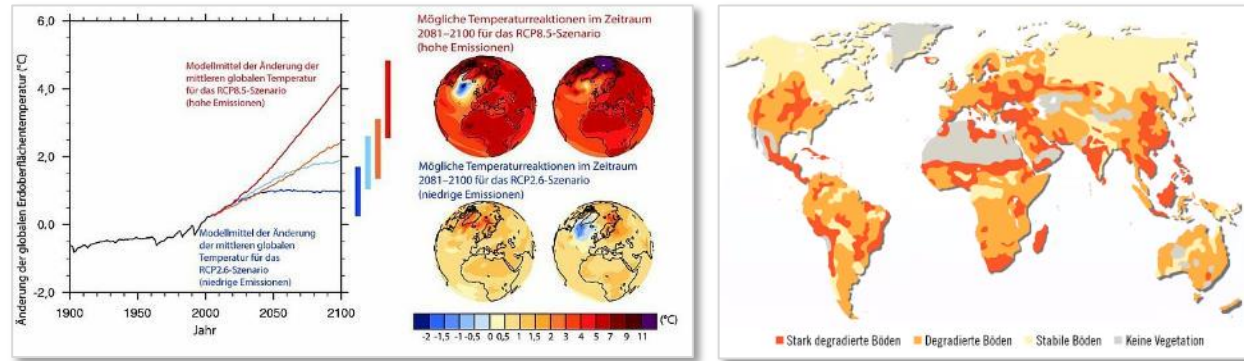 Änderung der globalen Erdoberflächentemperatur (°C)
6,0
4,0
2,0
0.0
-2,0
1900
1950
2000
2050
2100
Jahr
Modellmittel der Änderung der
mittleren globalen Temperatur
für das RCP8.5-Szenario
(hohe Emissionen)
Modellmittel der Änderung
der mittleren globalen
Temperatur für das
RCP2.6-Szenario
(niedrige Emissionen)
Mögliche Temperaturreaktionen im Zeitraum
2081–2100 für das RCP8.5-Szenario
(hohe Emissionen)
Mögliche Temperaturreaktionen im Zeitraum
2081–2100 für das RCP2.6-Szenario
(niedrige Emissionen)
(°C)
-2 -1,5 -1 -0,5 0 0,5 1 1,5 2 3 4 5 7 9 11
Stark degradierte Böden Degradierte Böden Stabile Böden Keine Vegetation